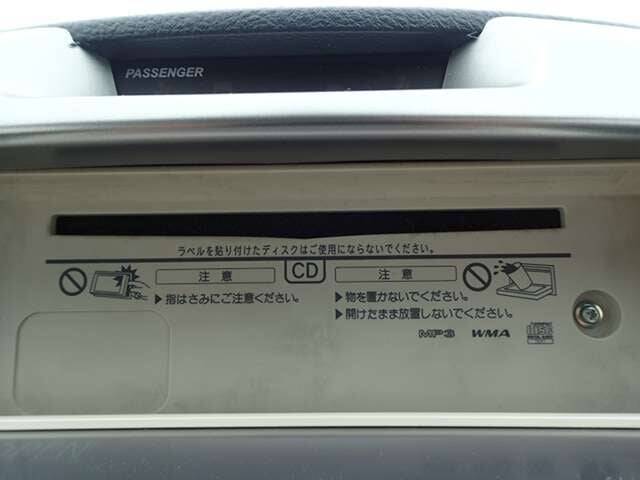 PASSENGER
ラベルを貼り付けたディスクはご使用にならないでください。
注意 CD 注意
▶指はさみにご注意ください。
▶物を置かないでください。
▶開けたまま放置しないでください。
MP3 WMA